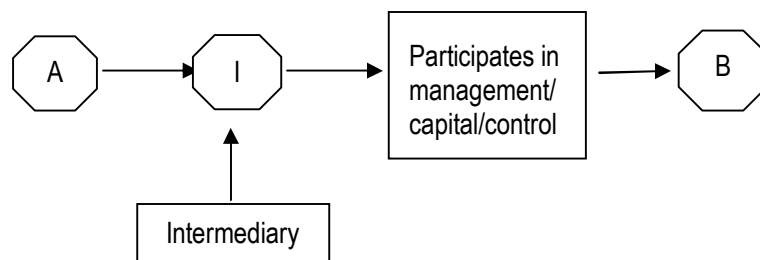 A
I
Participates in
management/
capital/control
B
Intermediary